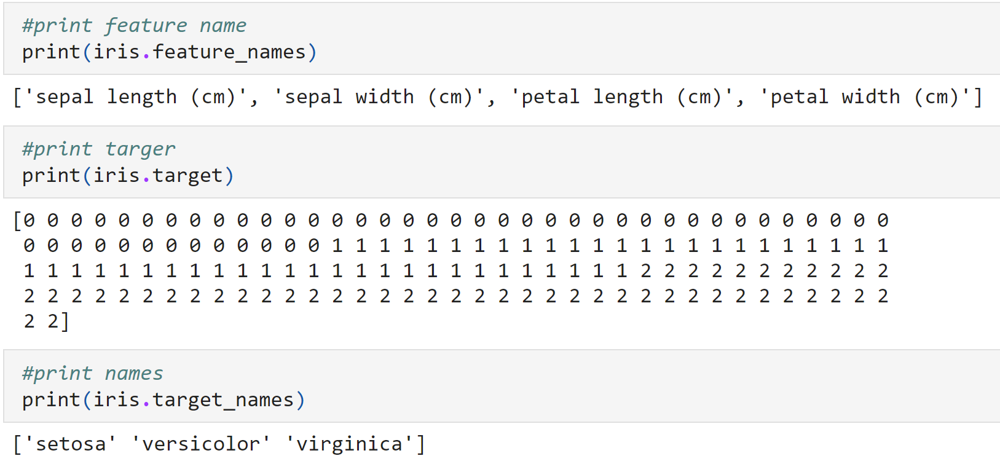 #print feature name
print(iris.feature_names)
['sepal length (cm)', 'sepal width (cm)', 'petal length (cm)', 'petal width (cm)']
#print targer
print(iris.target)
[0 0 0 0 0 0 0 0 0 0 0 0 0 0 0 0 0 0 0 0 0 0 0 0 0 0 0 0 0 0 0 0 0 0 0 0 0
0 0 0 0 0 0 0 0 0 0 0 0 0 1 1 1 1 1 1 1 1 1 1 1 1 1 1 1 1 1 1 1 1 1 1 1 1
1 1 1 1 1 1 1 1 1 1 1 1 1 1 1 1 1 1 1 1 1 1 1 1 1 1 2 2 2 2 2 2 2 2 2 2 2
2 2 2 2 2 2 2 2 2 2 2 2 2 2 2 2 2 2 2 2 2 2 2 2 2 2 2 2 2 2 2 2 2 2 2 2 2
2 2]
#print names
print(iris.target_names)
['setosa' 'versicolor' 'virginica']